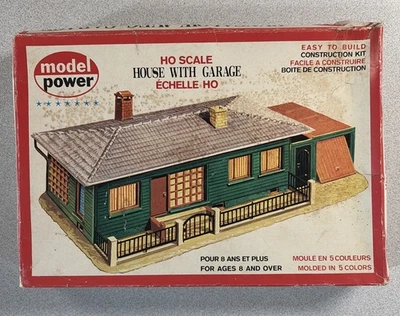 model
power
HO SCALE
HOUSE WITH GARAGE
ÉCHELLE HO
EASY TO BUILD
CONSTRUCTION KIT
FACILE A CONSTRUIRE
BOITE DE CONSTRUCTION
POUR 8 ANS ET PLUS
FOR AGES 8 AND OVER
MOULE EN 5 COULEURS
MOLDED IN 5 COLORS